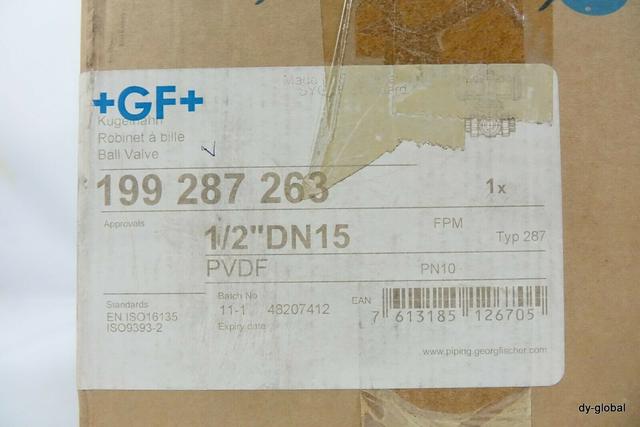 +GF+
Kugelhahn
Robinet à bille
Ball Valve
199 287 263
1x
Approvals
1/2"DN15
FPM
Typ 287
PVDF
PN10
Standards
EN ISO16135
ISO9393-2
Batch No
11-1 48207412
Expiry date
EAN
7 613185 126705
www.piping.georgfischer.com
dy-global